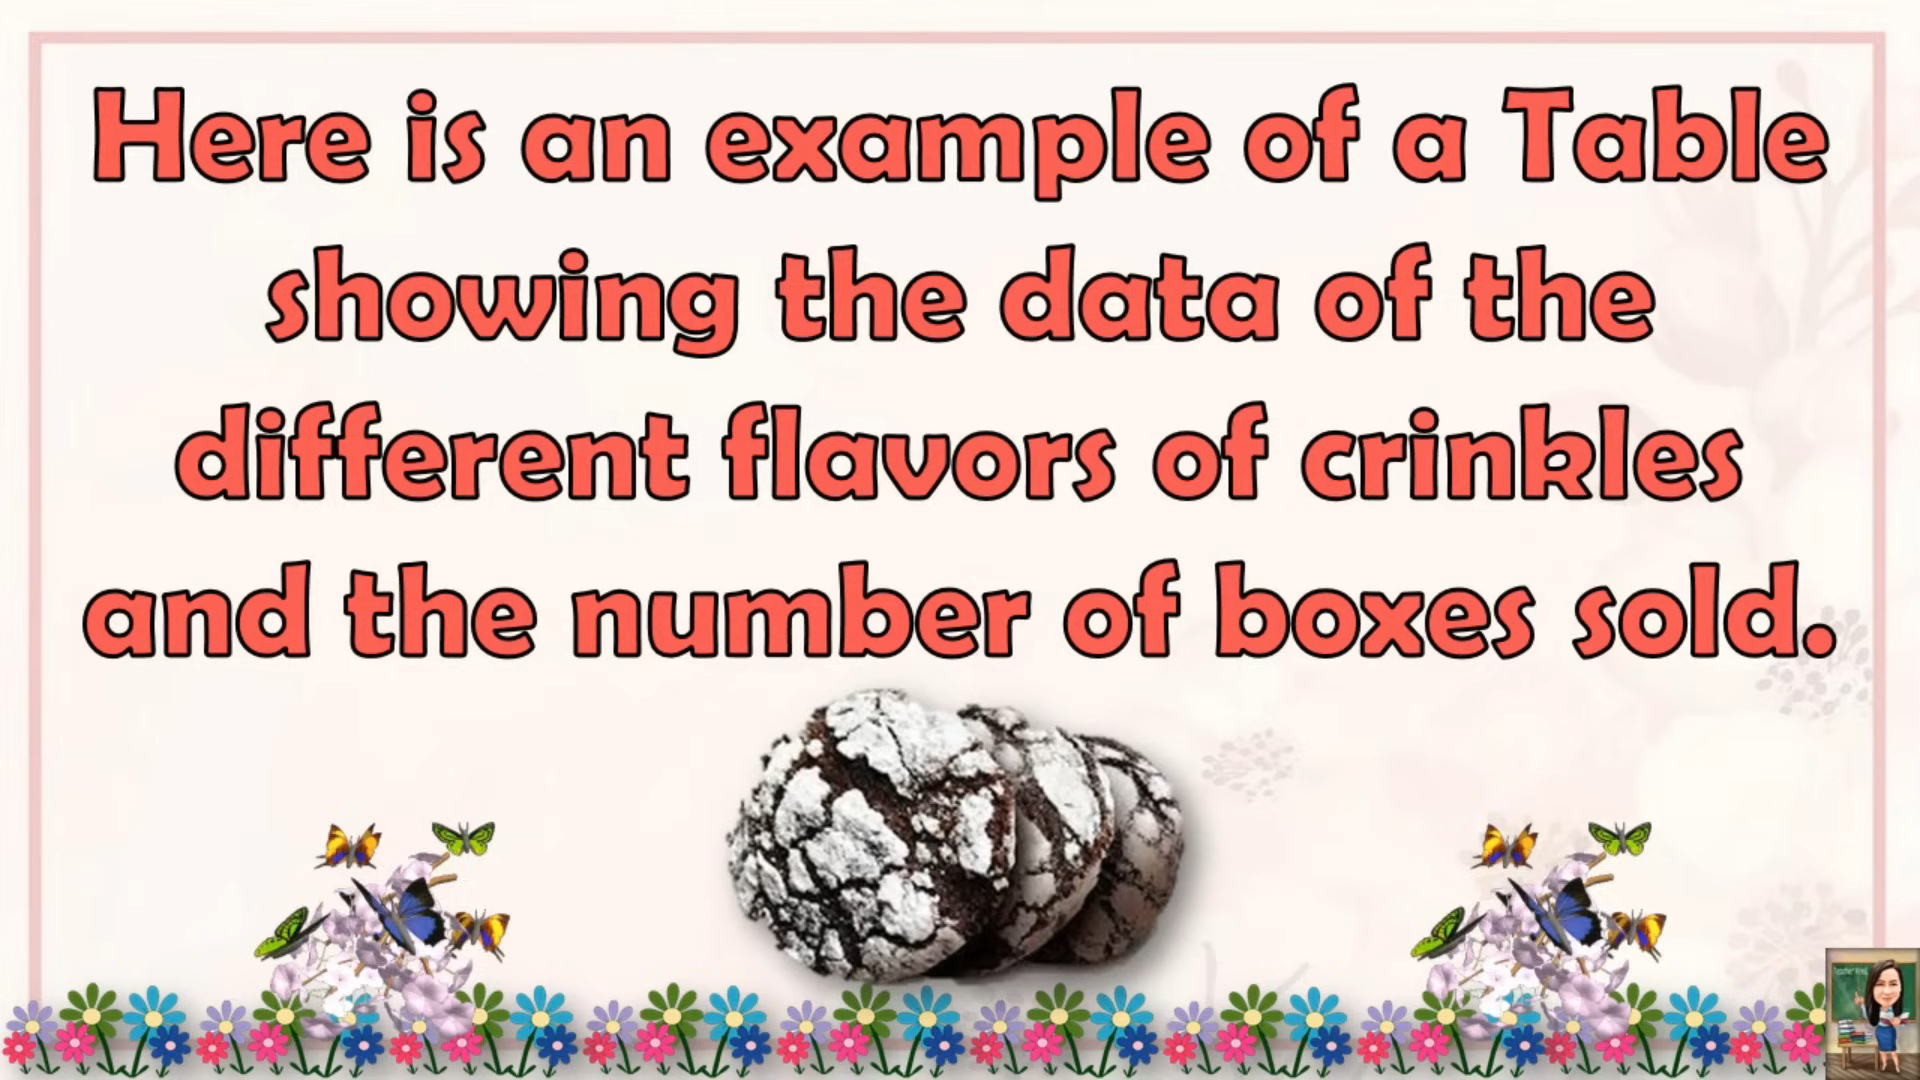 Here is an example of a Table
showing the data of the
different flavors of crinkles
and the number of boxes sold.